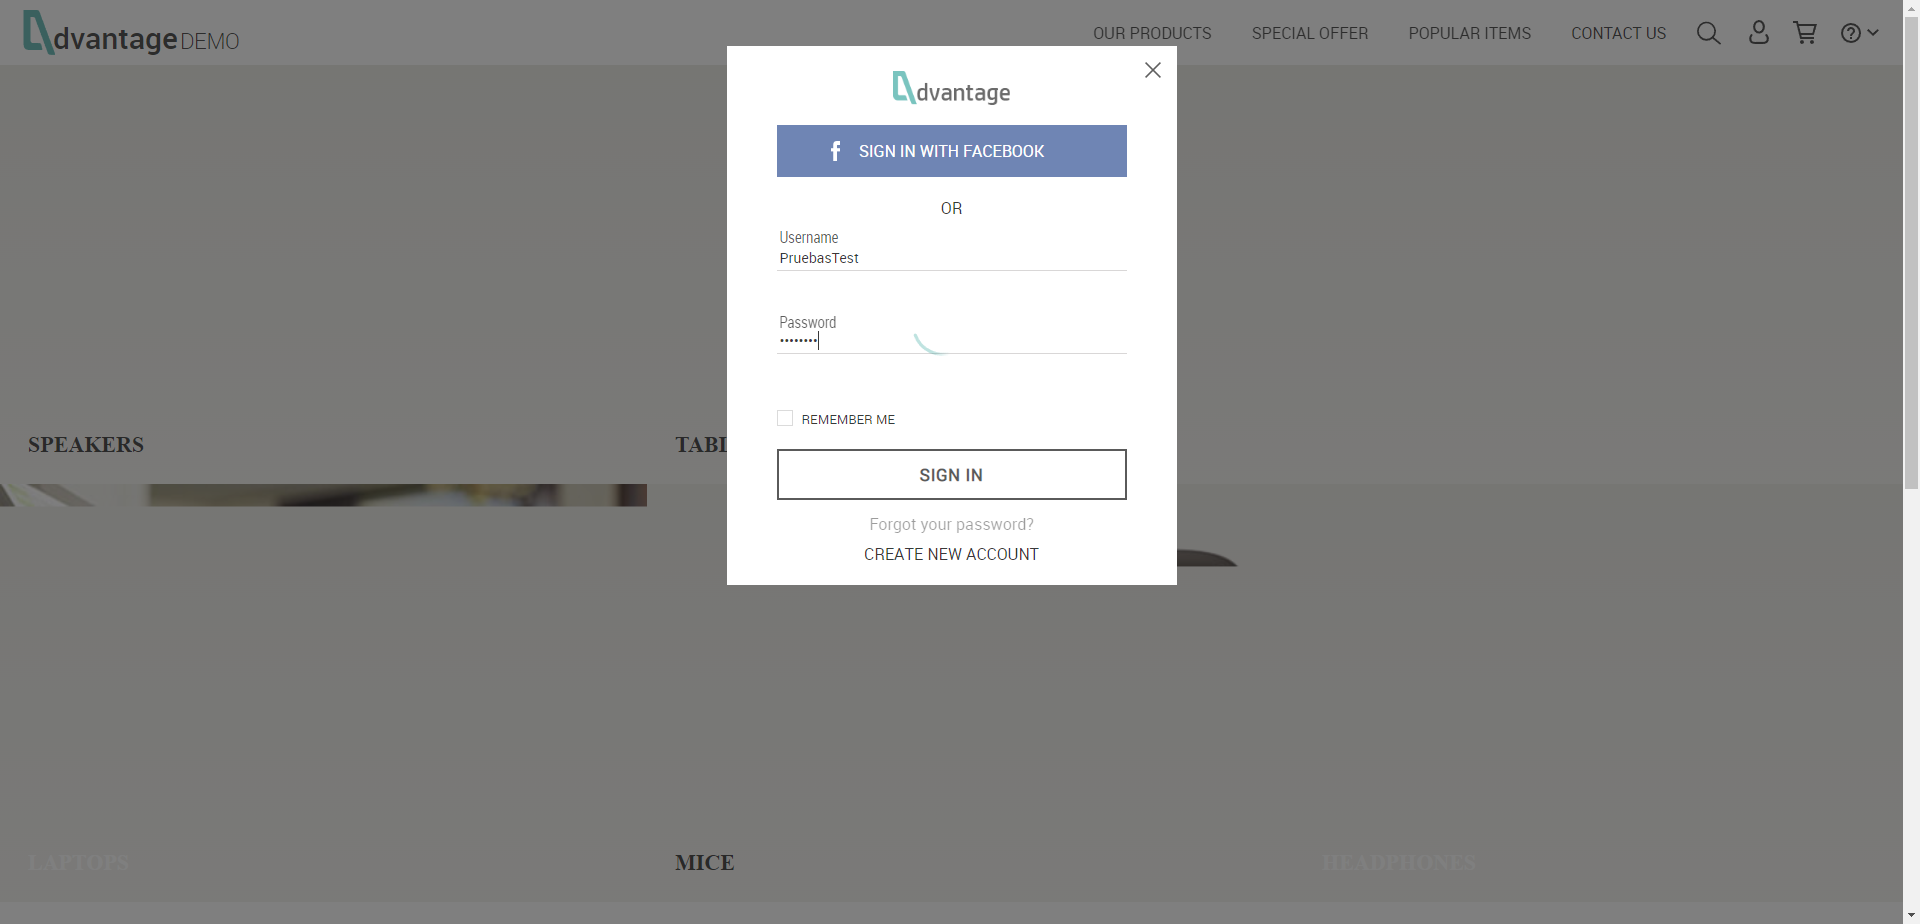 dvantage DEMO
OUR PRODUCTS
SPECIAL OFFER
POPULAR ITEMS
CONTACT US
dvantage
SIGN IN WITH FACEBOOK
OR
Username
PruebasTest
Password
••••••••
REMEMBER ME
SIGN IN
Forgot your password?
CREATE NEW ACCOUNT
SPEAKERS
TABL
LAPTOPS
MICE
HEADPHONES